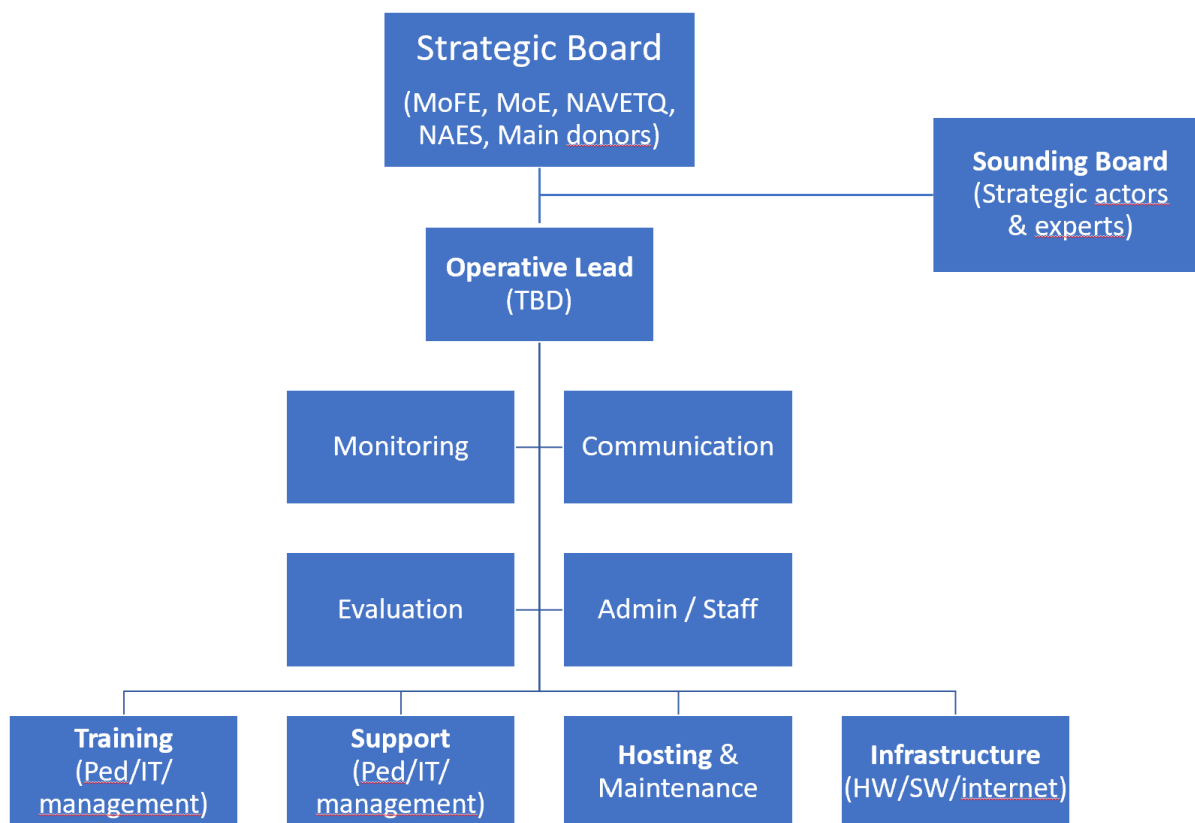 Strategic Board
(MoFE, MoE, NAVETQ,
NAES, Main donors)
Sounding Board
(Strategic actors
& experts)
Operative Lead
(TBD)
Monitoring
Communication
Evaluation
Admin / Staff
Training
(Ped/IT/
management)
Support
(Ped/IT/
management)
Hosting &
Maintenance
Infrastructure
(HW/SW/internet)